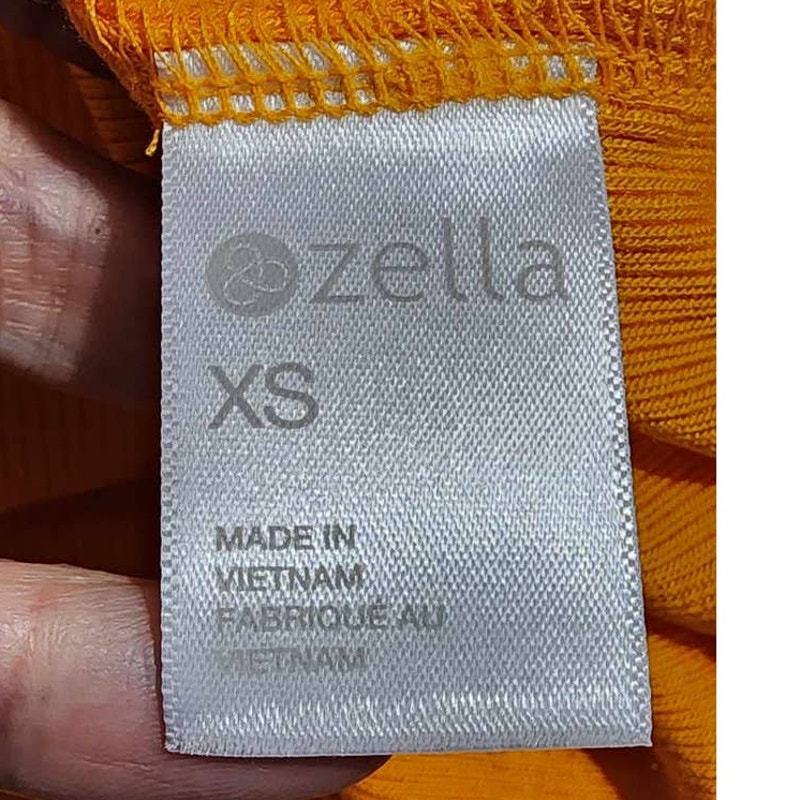 zella
XS
MADE IN
VIETNAM
FABRIQUÉ AU
VIETNAM